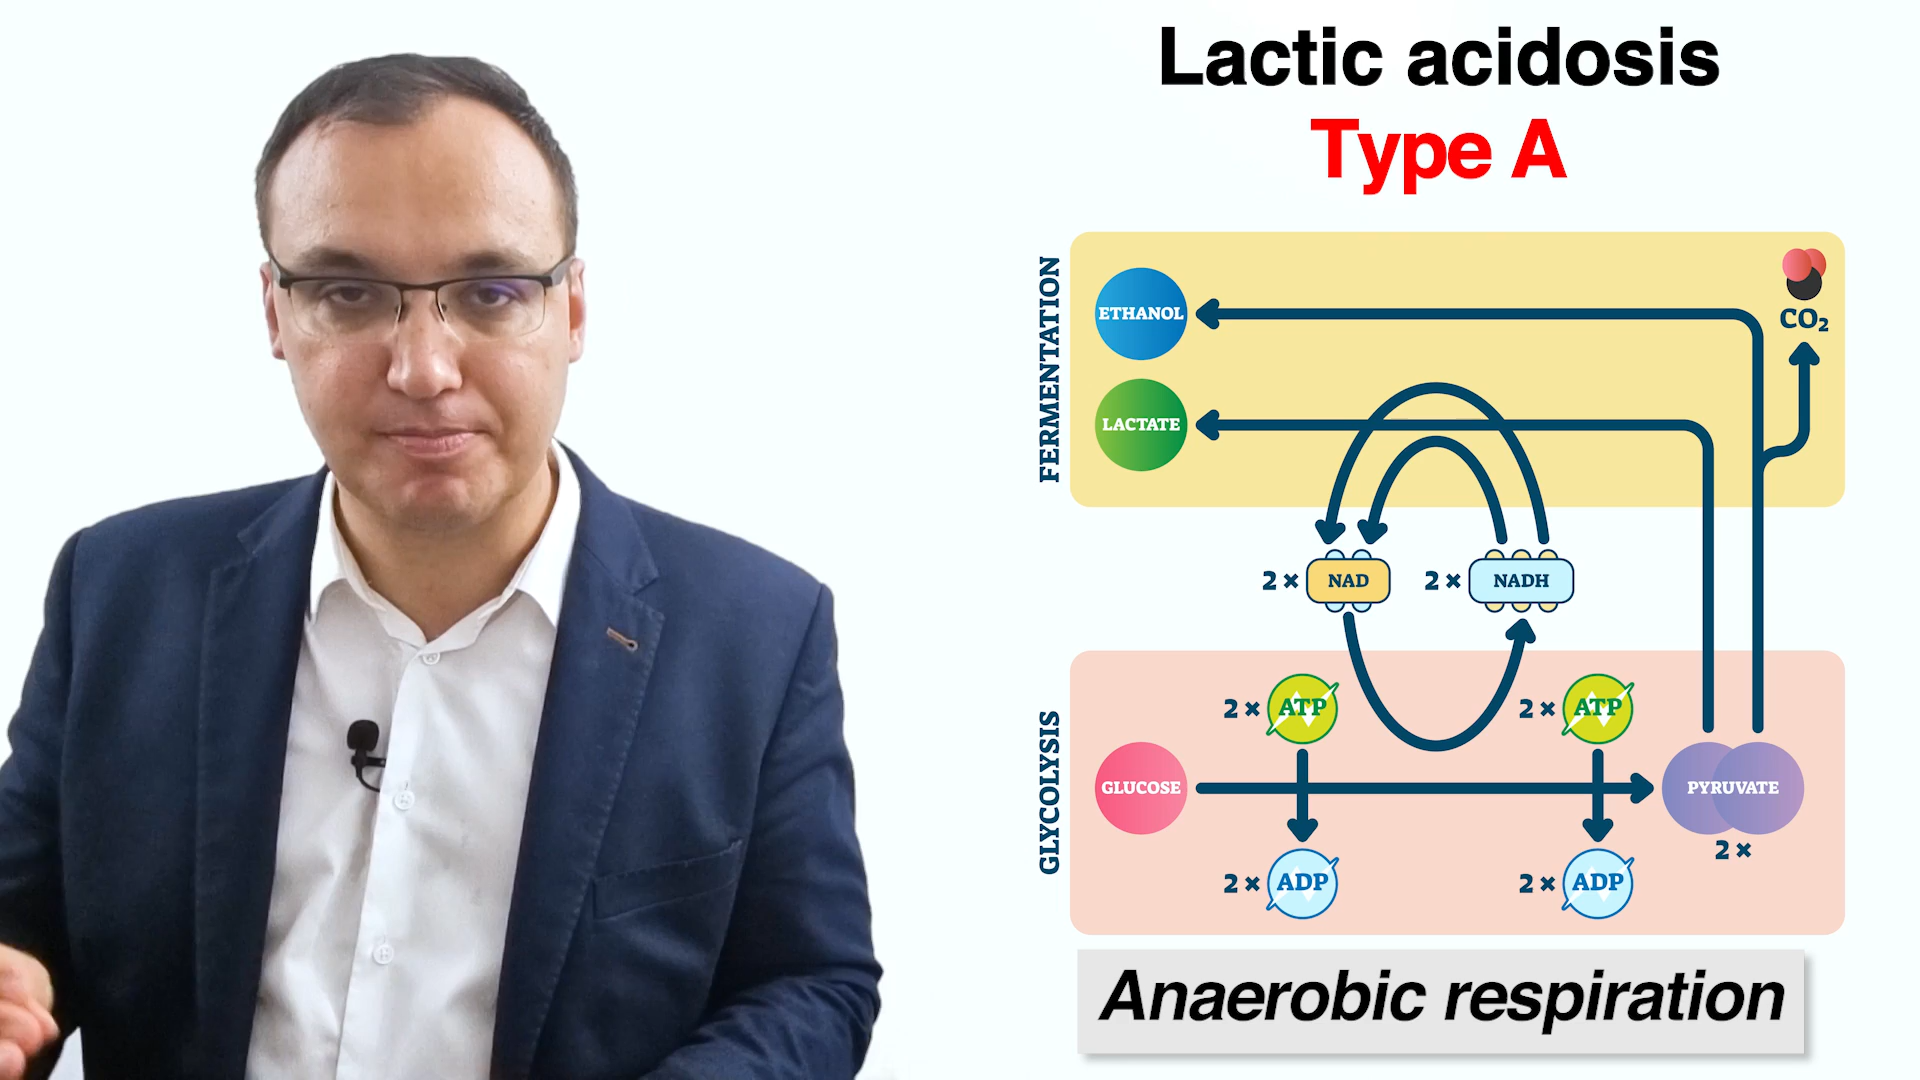 Lactic acidosis
Type A
FERMENTATION
ETHANOL
CO₂
LACTATE
2 × NAD
2 × NADH
GLYCOLYSIS
2 × ATP
2 × ATP
GLUCOSE
PYRUVATE
2 ×
2 × ADP
2 × ADP
Anaerobic respiration